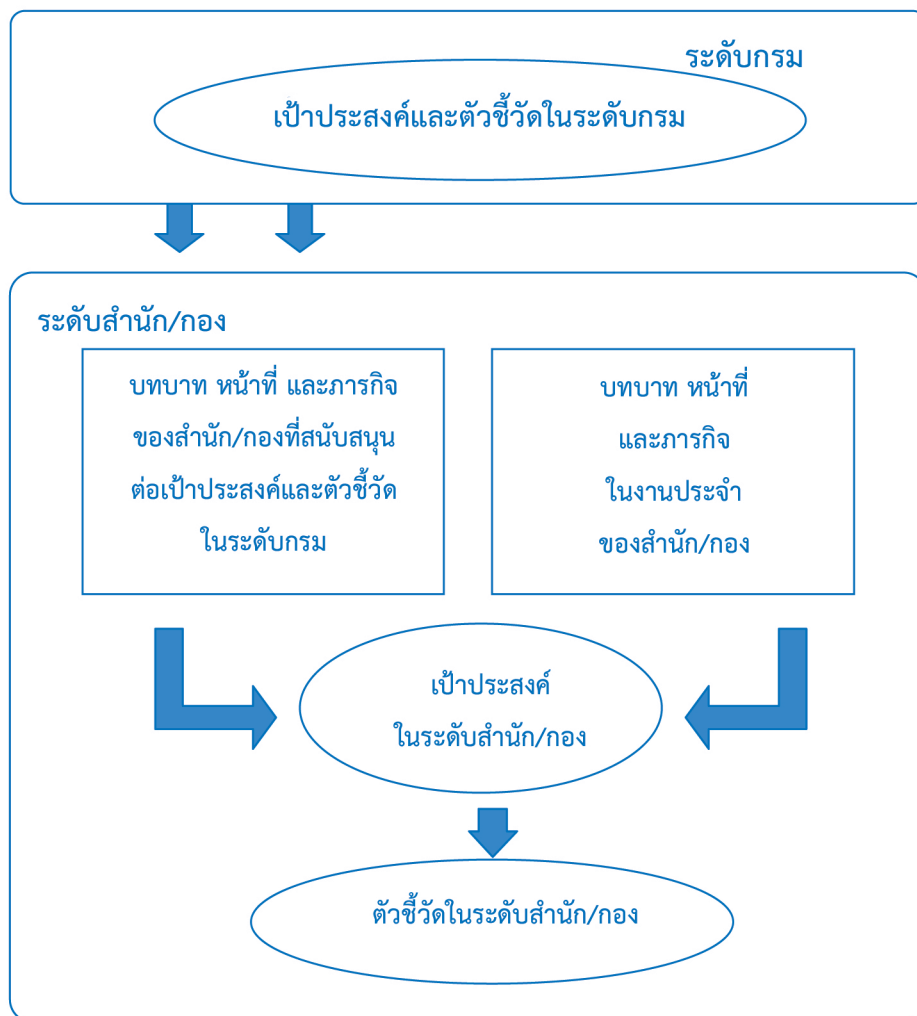 ระดับกรม
เป้าประสงค์และตัวชี้วัดในระดับกรม
ระดับสำนัก/กอง
บทบาท หน้าที่ และภารกิจ
ของสำนัก/กองที่สนับสนุน
ต่อเป้าประสงค์และตัวชี้วัด
ในระดับกรม
บทบาท หน้าที่
และภารกิจ
ในงานประจำ
ของสำนัก/กอง
เป้าประสงค์
ในระดับสำนัก/กอง
ตัวชี้วัดในระดับสำนัก/กอง